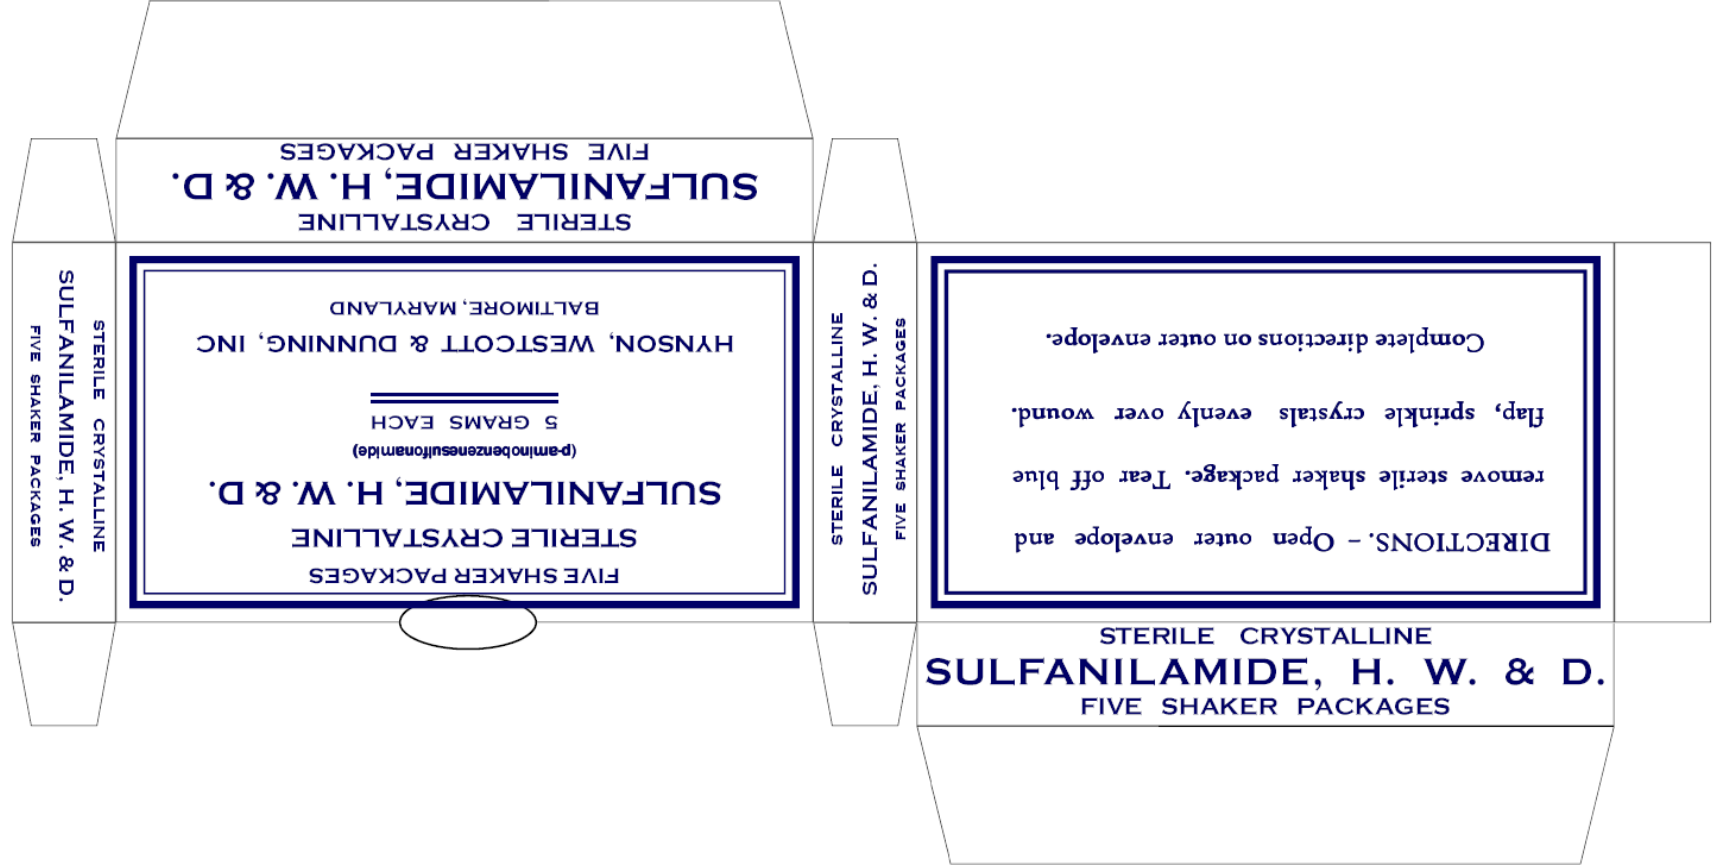 STERILE CRYSTALLINE
SULFANILAMIDE, H. W. & D.
FIVE SHAKER PACKAGES
STERILE CRYSTALLINE
SULFANILAMIDE, H. W. & D.
FIVE SHAKER PACKAGES
FIVE SHAKER PACKAGES
STERILE CRYSTALLINE
SULFANILAMIDE, H. W. & D.
(p-aminobenzenesulfonamide)
5 GRAMS EACH
HYNSON, WESTCOTT & DUNNING, INC
BALTIMORE, MARYLAND
STERILE CRYSTALLINE
SULFANILAMIDE, H. W. & D.
FIVE SHAKER PACKAGES
DIRECTIONS. – Open outer envelope and
remove sterile shaker package. Tear off blue
flap, sprinkle crystals evenly over wound.
Complete directions on outer envelope.
STERILE CRYSTALLINE
SULFANILAMIDE, H. W. & D.
FIVE SHAKER PACKAGES